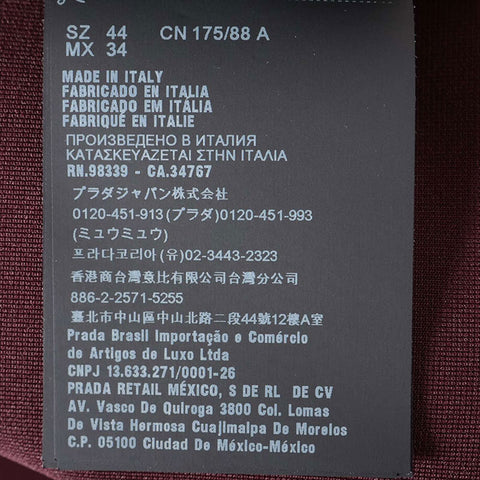 SZ 44 CN 175/88 A
MX 34
MADE IN ITALY
FABRICADO EN ITALIA
FABRICADO EM ITÁLIA
FABRIQUÉ EN ITALIE
ПРОИЗВЕДЕНО В ИТАЛИЯ
ΚΑΤΑΣΚΕΥΑΖΕΤΑΙ ΣΤΗΝ ΙΤΑΛΙΑ
RN.98339 - CA.34767
プラダジャパン株式会社
0120-451-913(プラダ)0120-451-993
(ミュウミュウ)
프라다코리아(유)02-3443-2323
香港商台灣意比有限公司台灣分公司
886-2-2571-5255
臺北市中山區中山北路二段44號12樓A室
Prada Brasil Importação e Comércio
de Artigos de Luxo Ltda
CNPJ 13.633.271/0001-26
PRADA RETAIL MÉXICO, S DE RL DE CV
AV. Vasco De Quiroga 3800 Col. Lomas
De Vista Hermosa Cuajimalpa De Morelos
C.P. 05100 Ciudad De México-México